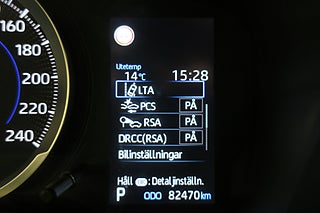 160
180
200
220
240
Utetemp
14°C 15:28
LTA
PCS PÅ
RSA PÅ
DRCC(RSA) PÅ
Bilinställningar
Håll : Detaljinställn.
P ODO 82470km